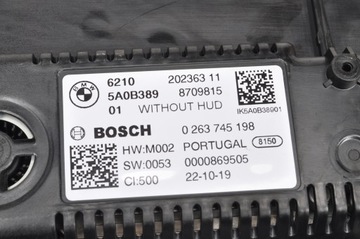 6210 202363 11
5A0B389 8709815
01 WITHOUT HUD
IK5A0B38901
BOSCH 0 263 745 198
HW:M002 PORTUGAL 8150
SW:0053 0000869505
CI:500 22-10-19